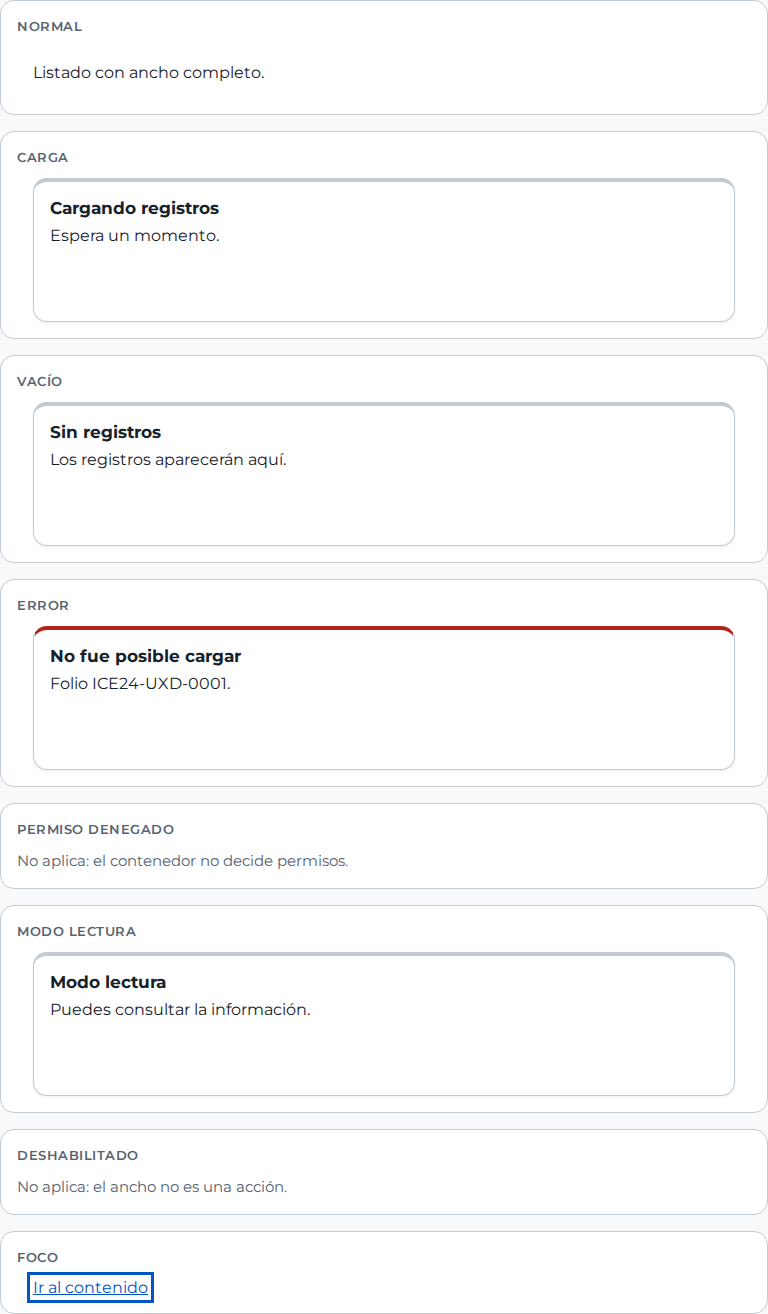 NORMAL
Listado con ancho completo.
CARGA
Cargando registros
Espera un momento.
VACÍO
Sin registros
Los registros aparecerán aquí.
ERROR
No fue posible cargar
Folio ICE24-UXD-0001.
PERMISO DENEGADO
No aplica: el contenedor no decide permisos.
MODO LECTURA
Modo lectura
Puedes consultar la información.
DESHABILITADO
No aplica: el ancho no es una acción.
FOCO
Ir al contenido